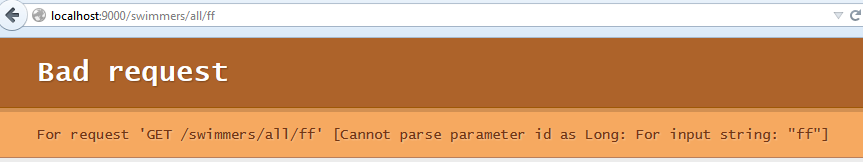 localhost:9000/swimmers/all/ff
Bad request
For request 'GET /swimmers/all/ff' [Cannot parse parameter id as Long: For input string: "ff"]